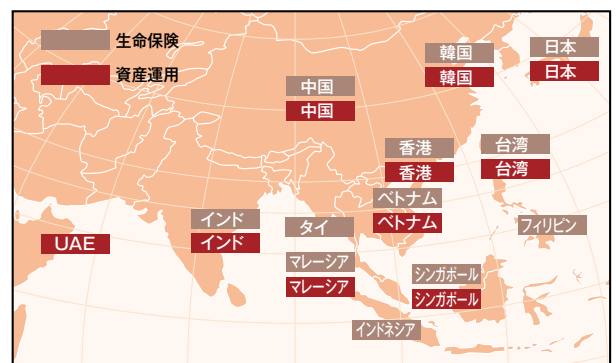 生命保険
資産運用
韓国
韓国
日本
日本
中国
中国
香港
香港
台湾
台湾
ベトナム
ベトナム
インド
インド
タイ
フィリピン
UAE
マレーシア
マレーシア
シンガポール
シンガポール
インドネシア